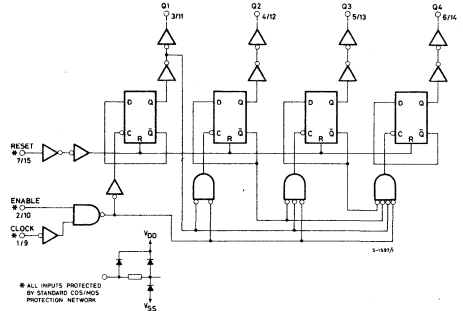 Q1 Q2 Q3 Q4
3/11 4/12 5/13 6/14
D Q D Q D Q D Q
C Q̅ C Q̅ C Q̅ C Q̅
R R R R
RESET
*
7/15
ENABLE
*
2/10
CLOCK
*
1/9
VDD
S-1597/1
* ALL INPUTS PROTECTED
BY STANDARD COS/MOS
PROTECTION NETWORK
VSS